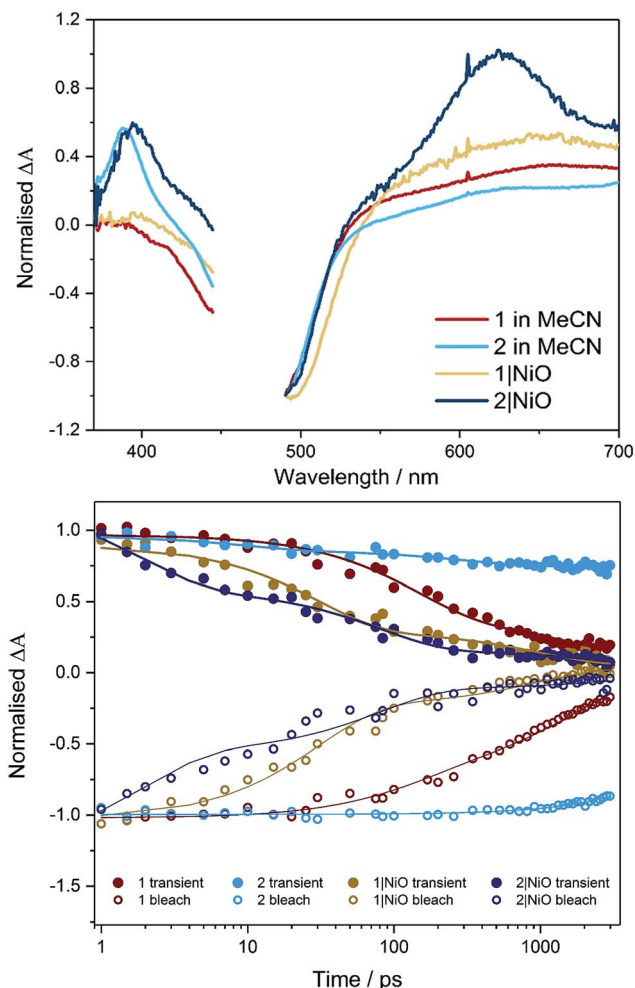 1.2
0.8
0.4
0.0
-0.4
-0.8
-1.2
Normalised ΔA
1 in MeCN
2 in MeCN
1|NiO
2|NiO
400 500 600 700
Wavelength / nm
1.0
0.5
0.0
-0.5
-1.0
-1.5
Normalised ΔA
1 transient 2 transient 1|NiO transient 2|NiO transient
1 bleach 2 bleach 1|NiO bleach 2|NiO bleach
1 10 100 1000
Time / ps